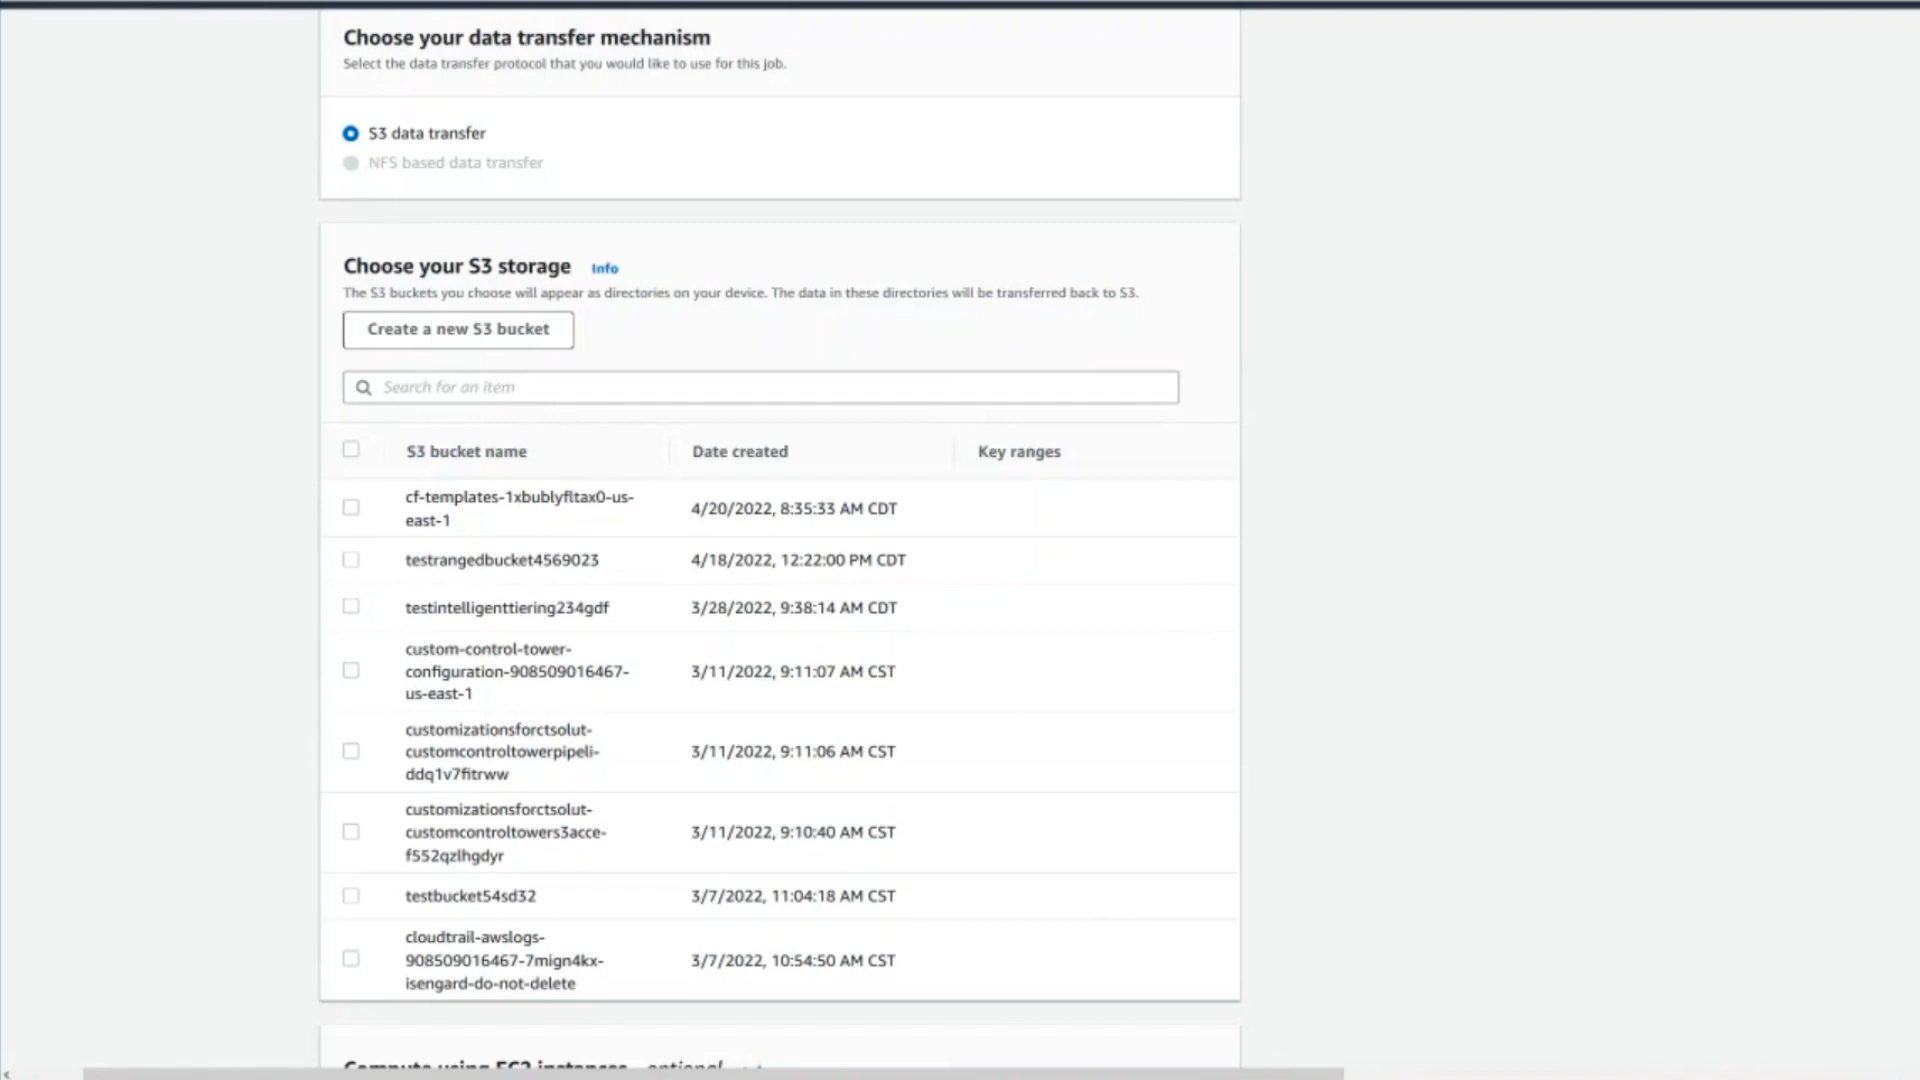 Choose your data transfer mechanism
Select the data transfer protocol that you would like to use for this job.
S3 data transfer
NFS based data transfer
Choose your S3 storage Info
The S3 buckets you choose will appear as directories on your device. The data in these directories will be transferred back to S3.
Create a new S3 bucket
Search for an item
S3 bucket name Date created Key ranges
cf-templates-1xbublyfltax0-us-
east-1
4/20/2022, 8:35:33 AM CDT
testrangedbucket4569023 4/18/2022, 12:22:00 PM CDT
testintelligenttiering234gdf 3/28/2022, 9:38:14 AM CDT
custom-control-tower-
configuration-908509016467-
us-east-1
3/11/2022, 9:11:07 AM CST
customizationsforctsolut-
customcontroltowerpipeli-
ddq1v7fitrww
3/11/2022, 9:11:06 AM CST
customizationsforctsolut-
customcontroltowers3acce-
f552qzlhgdyr
3/11/2022, 9:10:40 AM CST
testbucket54sd32 3/7/2022, 11:04:18 AM CST
cloudtrail-awslogs-
908509016467-7mign4kx-
isengard-do-not-delete
3/7/2022, 10:54:50 AM CST
Compute using EC2 instances - optional